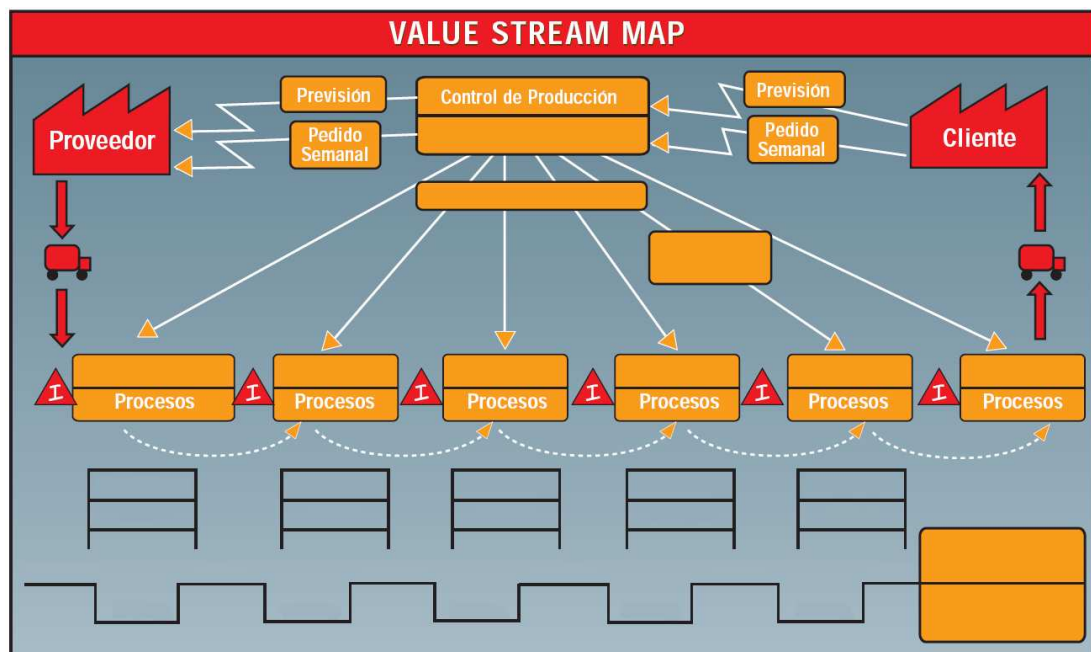 VALUE STREAM MAP
Previsión
Control de Producción
Previsión
Proveedor
Pedido
Semanal
Pedido
Semanal
Cliente
I
Procesos
I
Procesos
I
Procesos
I
Procesos
I
Procesos
I
Procesos